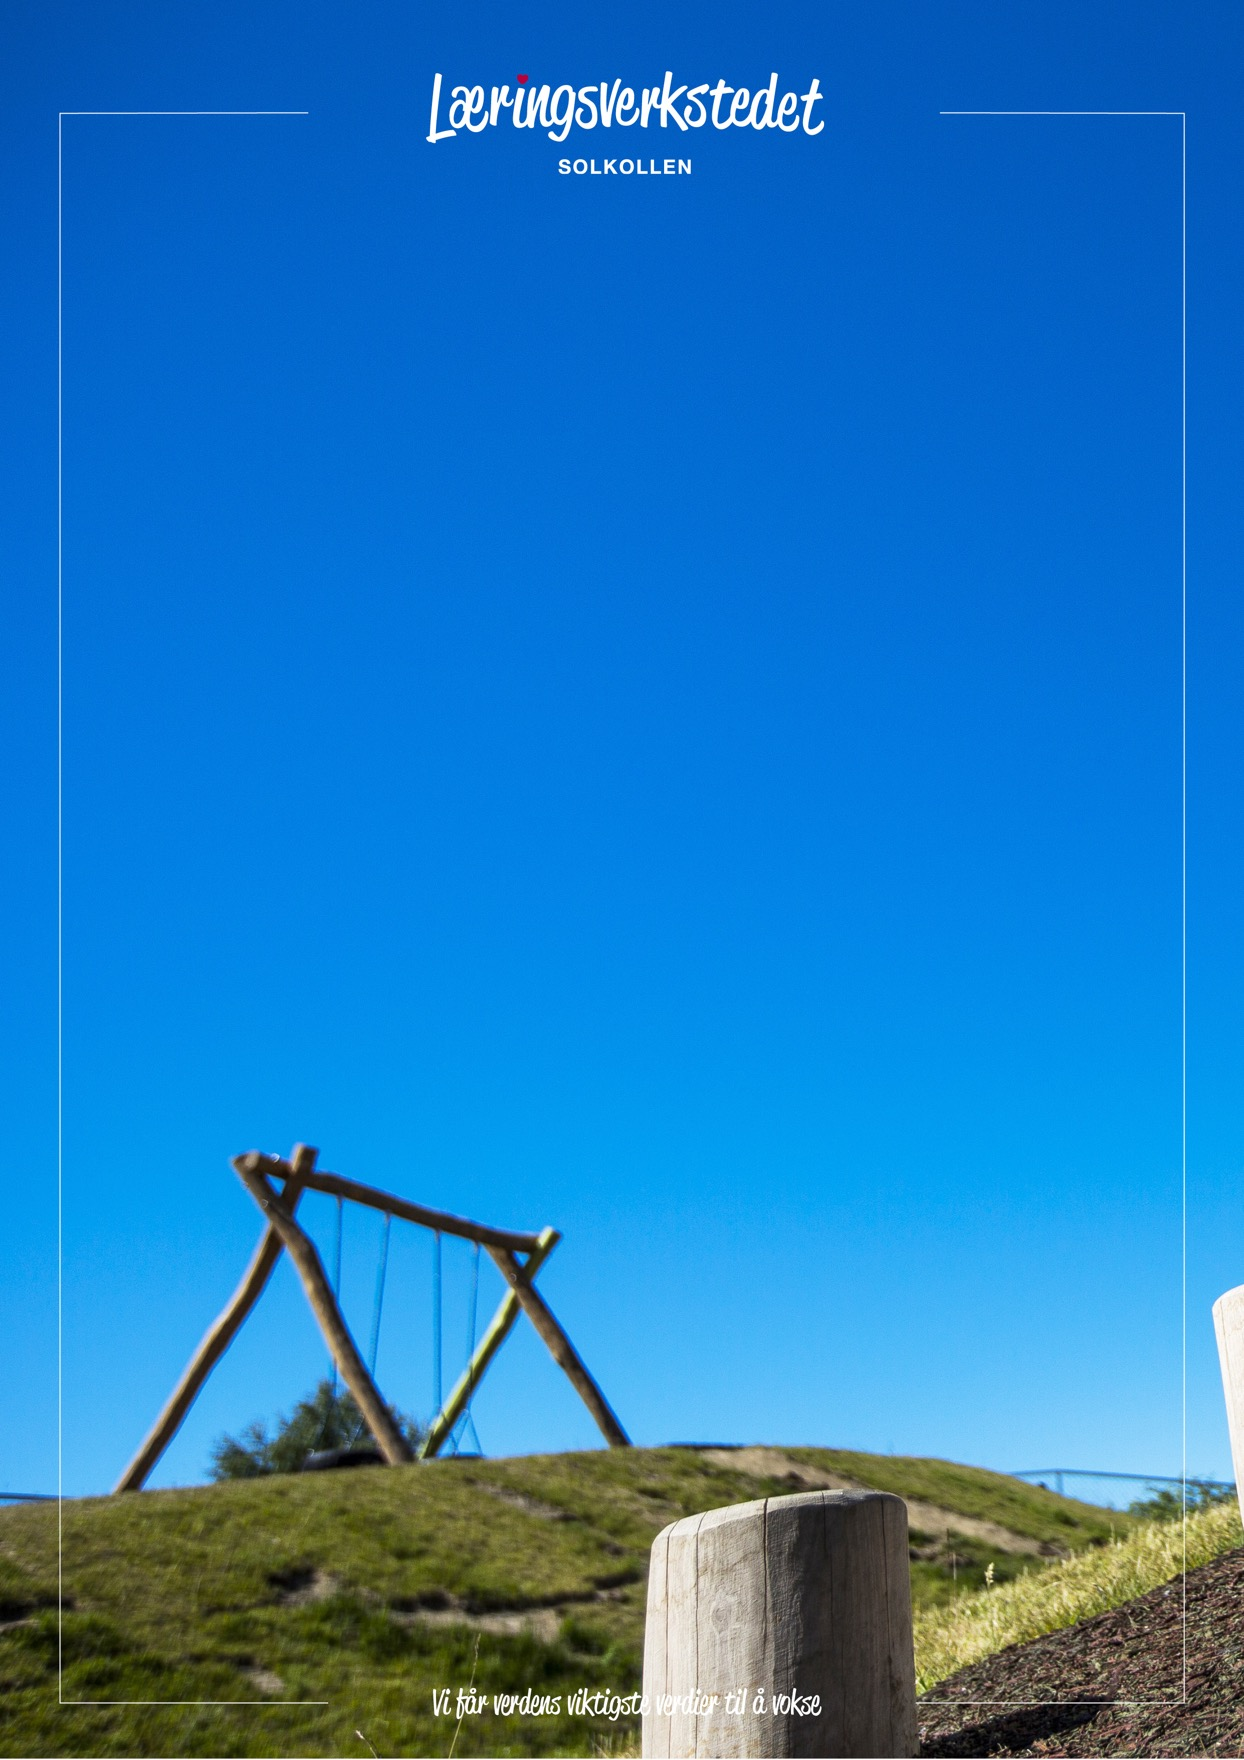 Læringsverkstedet
SOLKOLLEN
Vi får verdens viktigste verdier til å vokse